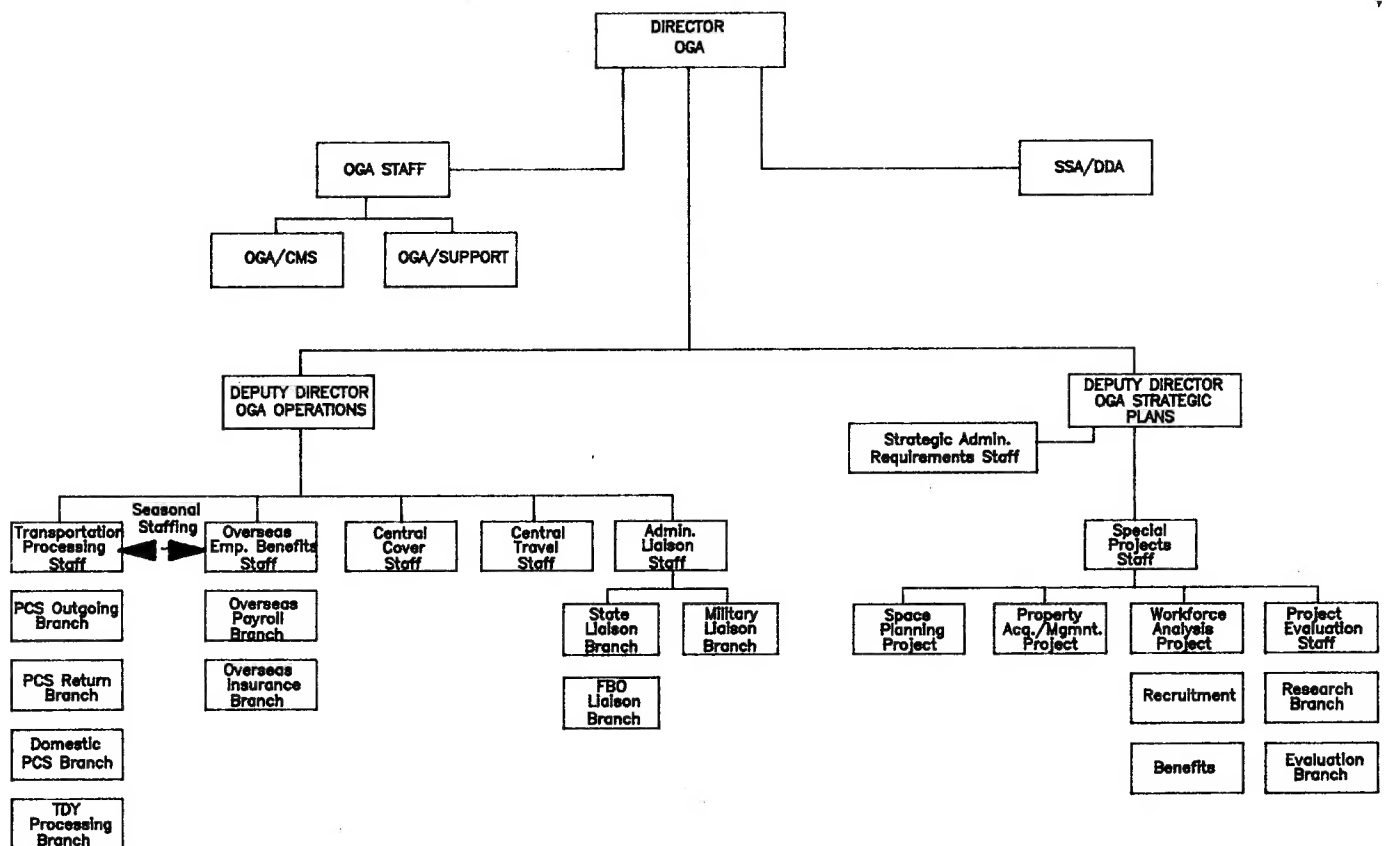 DIRECTOR
OGA
OGA STAFF
SSA/DDA
OGA/CMS
OGA/SUPPORT
DEPUTY DIRECTOR
OGA OPERATIONS
DEPUTY DIRECTOR
OGA STRATEGIC
PLANS
Strategic Admin.
Requirements Staff
Transportation
Processing
Staff
Seasonal
Staffing
Overseas
Emp. Benefits
Staff
Central
Cover
Staff
Central
Travel
Staff
Admin.
Liaison
Staff
Special
Projects
Staff
PCS Outgoing
Branch
Overseas
Payroll
Branch
State
Liaison
Branch
Military
Liaison
Branch
Space
Planning
Project
Property
Acq./Mgmnt.
Project
Workforce
Analysis
Project
Project
Evaluation
Staff
PCS Return
Branch
Overseas
Insurance
Branch
FBO
Liaison
Branch
Recruitment
Research
Branch
Domestic
PCS Branch
Benefits
Evaluation
Branch
TDY
Processing
Branch